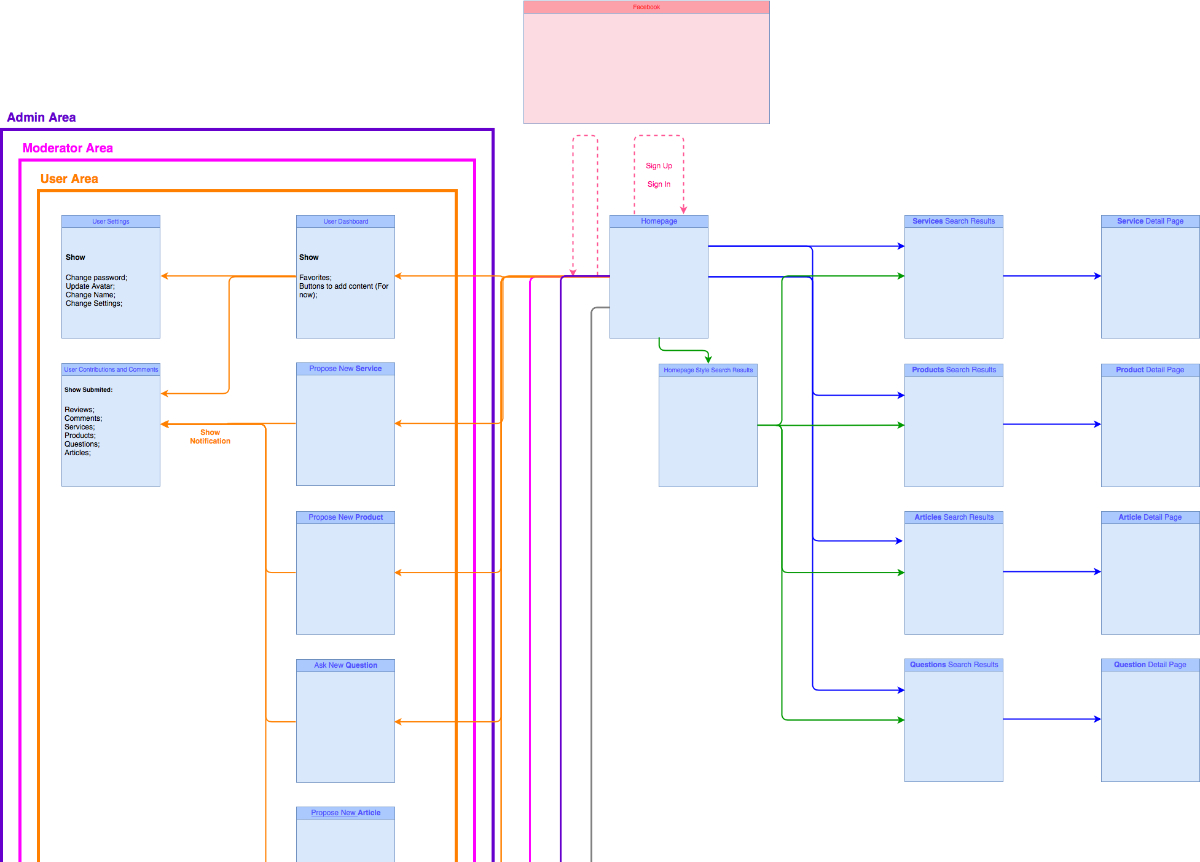 Facebook
Admin Area
Moderator Area
User Area
Sign Up
Sign In
User Settings
Show
Change password;
Update Avatar;
Change Name;
Change Settings;
User Dashboard
Show
Favorites;
Buttons to add content (For
now);
Homepage
Services Search Results
Service Detail Page
User Contributions and Comments
Show Submited:
Reviews;
Comments;
Services;
Products;
Questions;
Articles;
Show
Notification
Propose New Service
Homepage Style Search Results
Products Search Results
Product Detail Page
Propose New Product
Articles Search Results
Article Detail Page
Ask New Question
Questions Search Results
Question Detail Page
Propose New Article